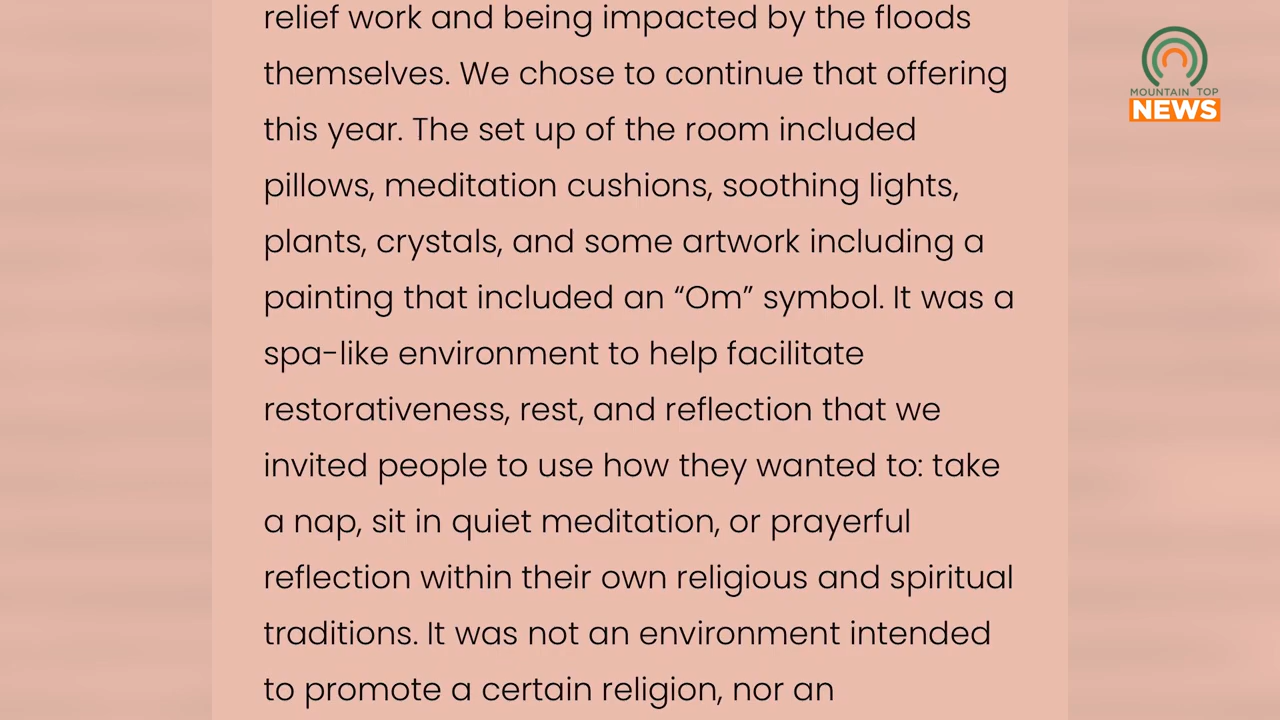 relief work and being impacted by the floods
themselves. We chose to continue that offering
this year. The set up of the room included
pillows, meditation cushions, soothing lights,
plants, crystals, and some artwork including a
painting that included an “Om” symbol. It was a
spa-like environment to help facilitate
restorativeness, rest, and reflection that we
invited people to use how they wanted to: take
a nap, sit in quiet meditation, or prayerful
reflection within their own religious and spiritual
traditions. It was not an environment intended
to promote a certain religion, nor an
MOUNTAIN TOP
NEWS